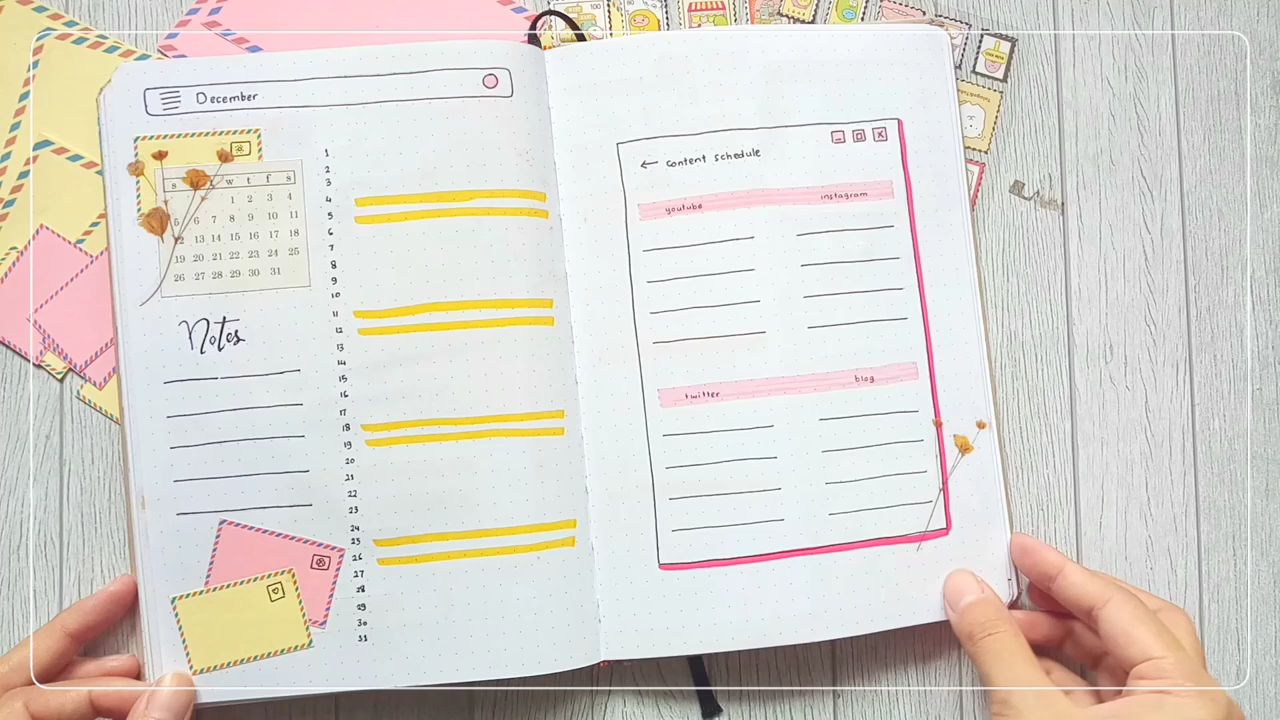 December
s w t f s
1 2 3 4
5 6 7 8 9 10 11
12 13 14 15 16 17 18
19 20 21 22 23 24 25
26 27 28 29 30 31
Notes
1
2
3
4
5
6
7
8
9
10
11
12
13
14
15
16
17
18
19
20
21
22
23
24
25
26
27
28
29
30
31
← content schedule
youtube instagram
twitter blog